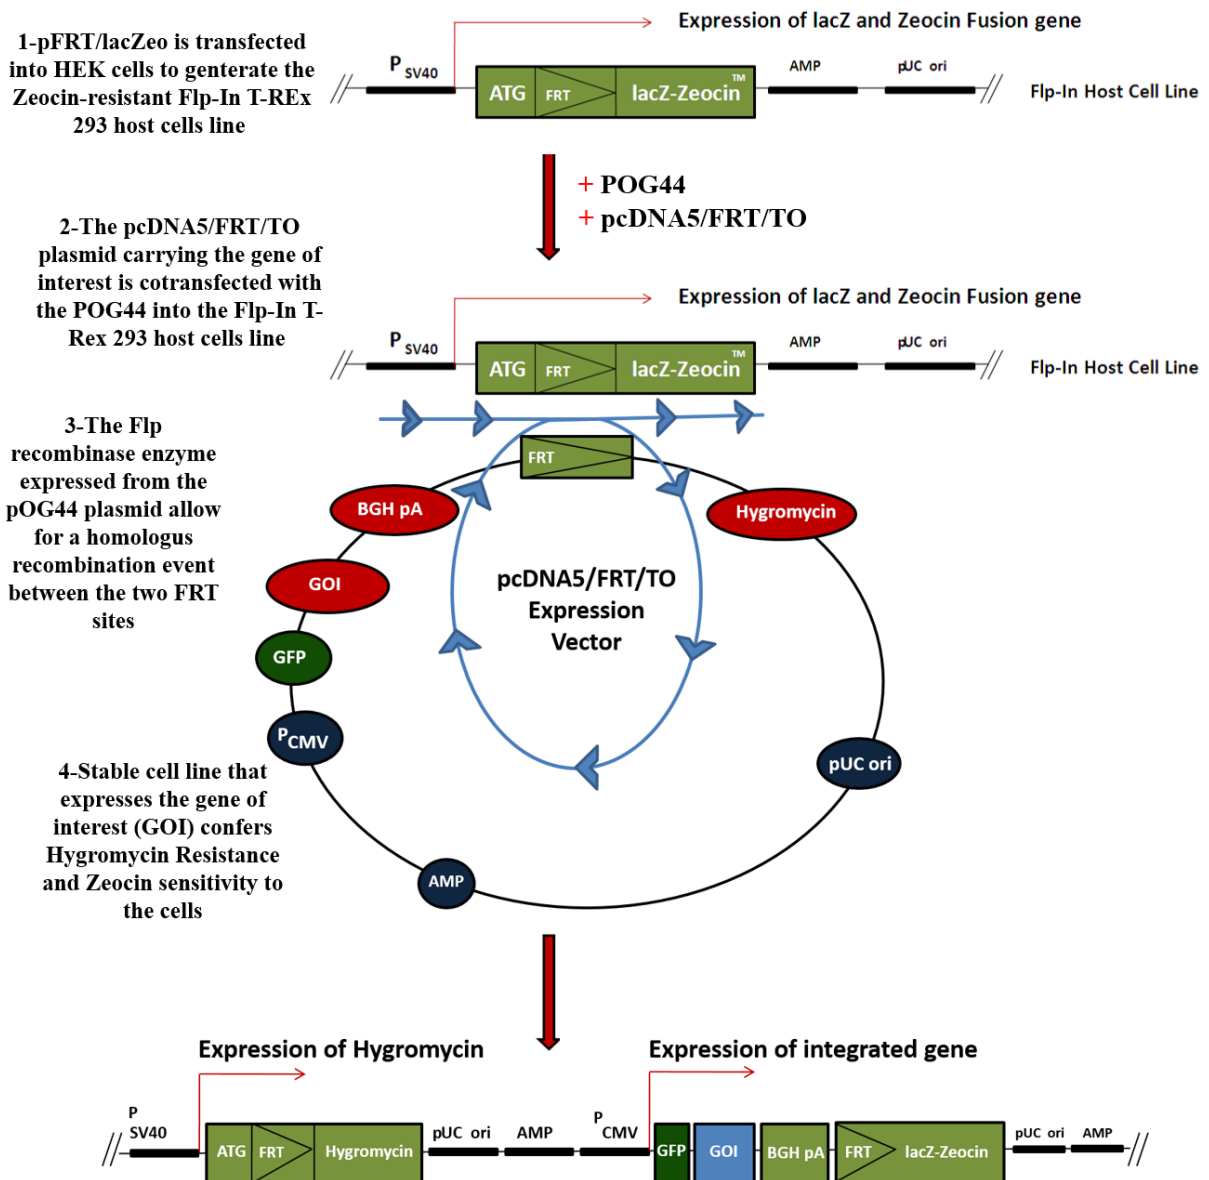 1-pFRT/lacZeo is transfected
into HEK cells to genterate the
Zeocin-resistant Flp-In T-REx
293 host cells line
Expression of lacZ and Zeocin Fusion gene
P SV40
ATG
FRT
lacZ-Zeocin™
AMP
pUC ori
Flp-In Host Cell Line
+ POG44
+ pcDNA5/FRT/TO
2-The pcDNA5/FRT/TO
plasmid carrying the gene of
interest is cotransfected with
the POG44 into the Flp-In T-
Rex 293 host cells line
Expression of lacZ and Zeocin Fusion gene
P SV40
ATG
FRT
lacZ-Zeocin™
AMP
pUC ori
Flp-In Host Cell Line
3-The Flp
recombinase enzyme
expressed from the
pOG44 plasmid allow
for a homologus
recombination event
between the two FRT
sites
FRT
BGH pA
Hygromycin
GOI
GFP
PCMV
pcDNA5/FRT/TO
Expression
Vector
pUC ori
AMP
4-Stable cell line that
expresses the gene of
interest (GOI) confers
Hygromycin Resistance
and Zeocin sensitivity to
the cells
Expression of Hygromycin
Expression of integrated gene
P
SV40
ATG
FRT
Hygromycin
pUC ori
AMP
P
CMV
GFP
GOI
BGH pA
FRT
lacZ-Zeocin
pUC ori
AMP